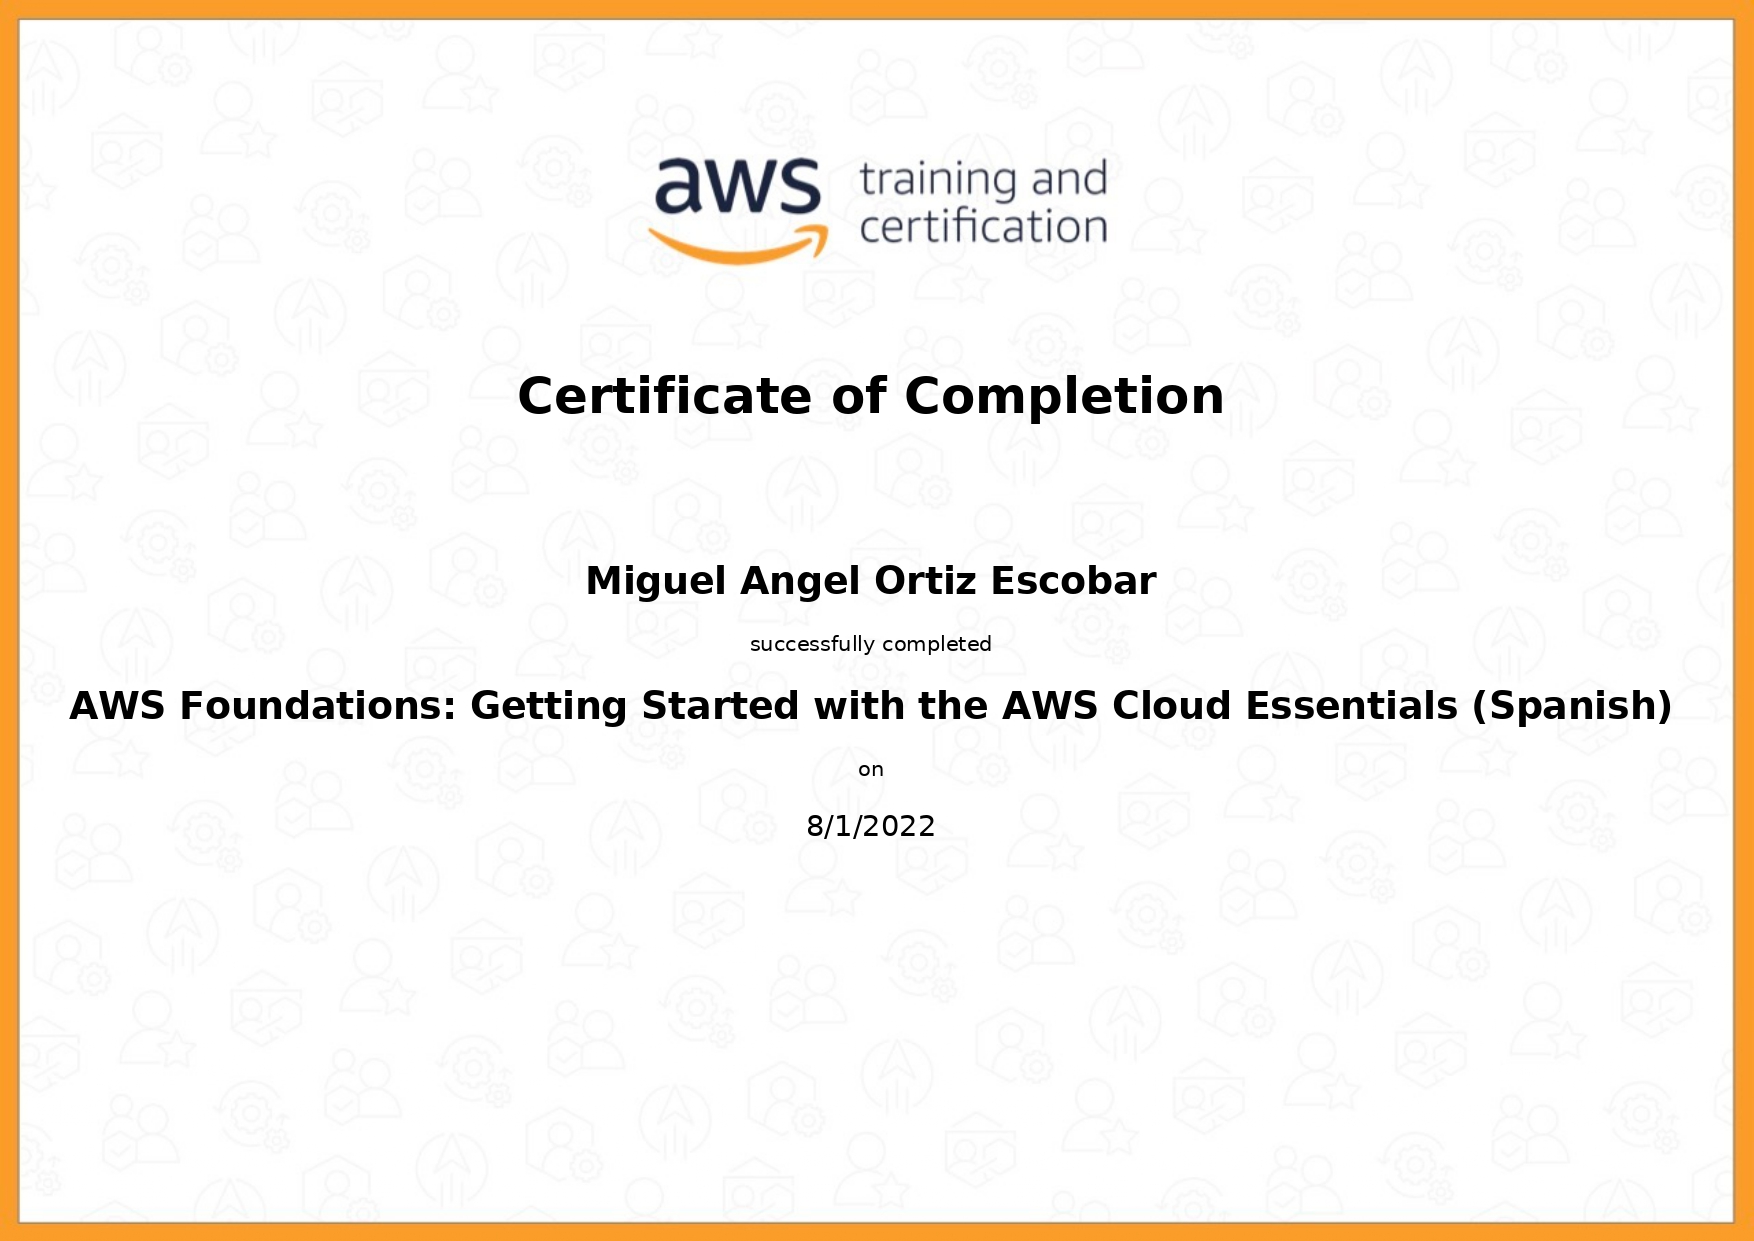 aws
training and
certification
Certificate of Completion
Miguel Angel Ortiz Escobar
successfully completed
AWS Foundations: Getting Started with the AWS Cloud Essentials (Spanish)
on
8/1/2022